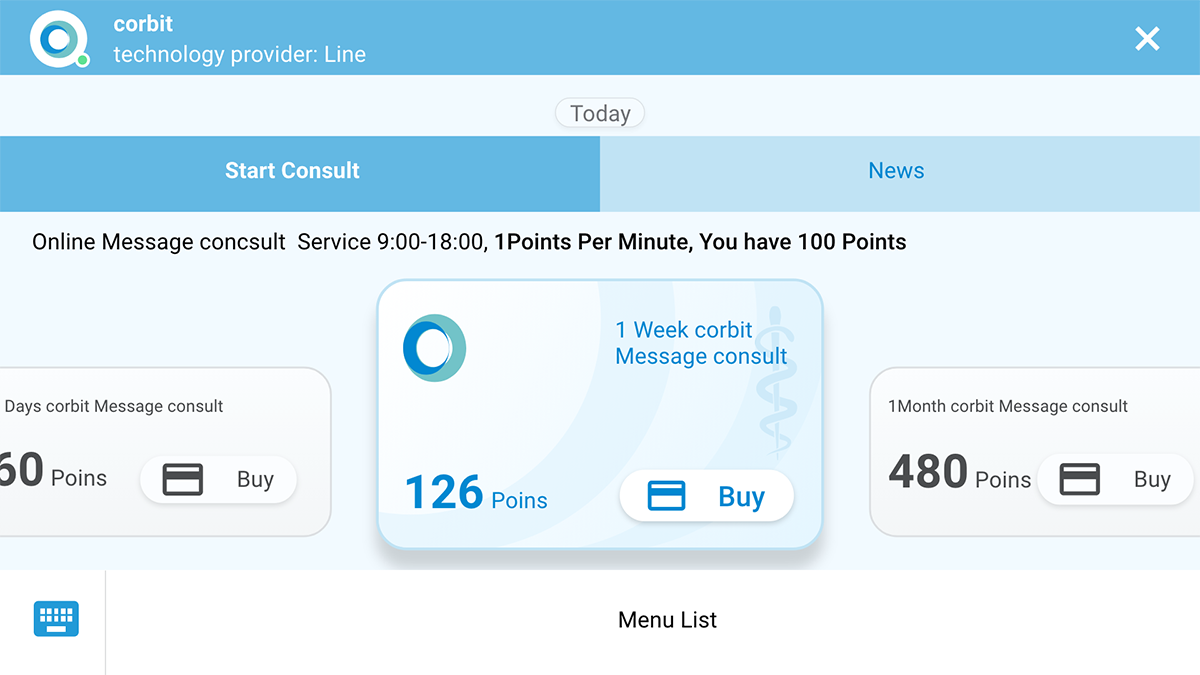 corbit
technology provider: Line
Today
Start Consult
News
Online Message concsult  Service 9:00-18:00, 1Points Per Minute, You have 100 Points
1 Week corbit
Message consult
126 Poins
Buy
Days corbit Message consult
60 Poins
Buy
1Month corbit Message consult
480 Poins
Buy
Menu List